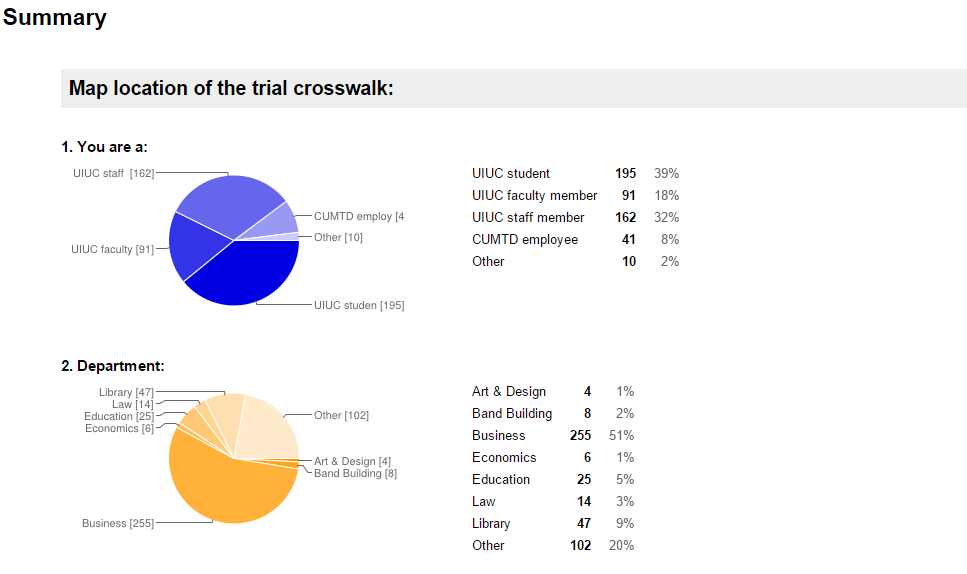 Summary
Map location of the trial crosswalk:
1. You are a:
UIUC staff [162]
CUMTD employ [4
Other [10]
UIUC faculty [91]
UIUC studen [195]
UIUC student 195 39%
UIUC faculty member 91 18%
UIUC staff member 162 32%
CUMTD employee 41 8%
Other 10 2%
2. Department:
Library [47]
Law [14]
Education [25]
Economics [6]
Other [102]
Art & Design [4]
Band Building [8]
Business [255]
Art & Design 4 1%
Band Building 8 2%
Business 255 51%
Economics 6 1%
Education 25 5%
Law 14 3%
Library 47 9%
Other 102 20%